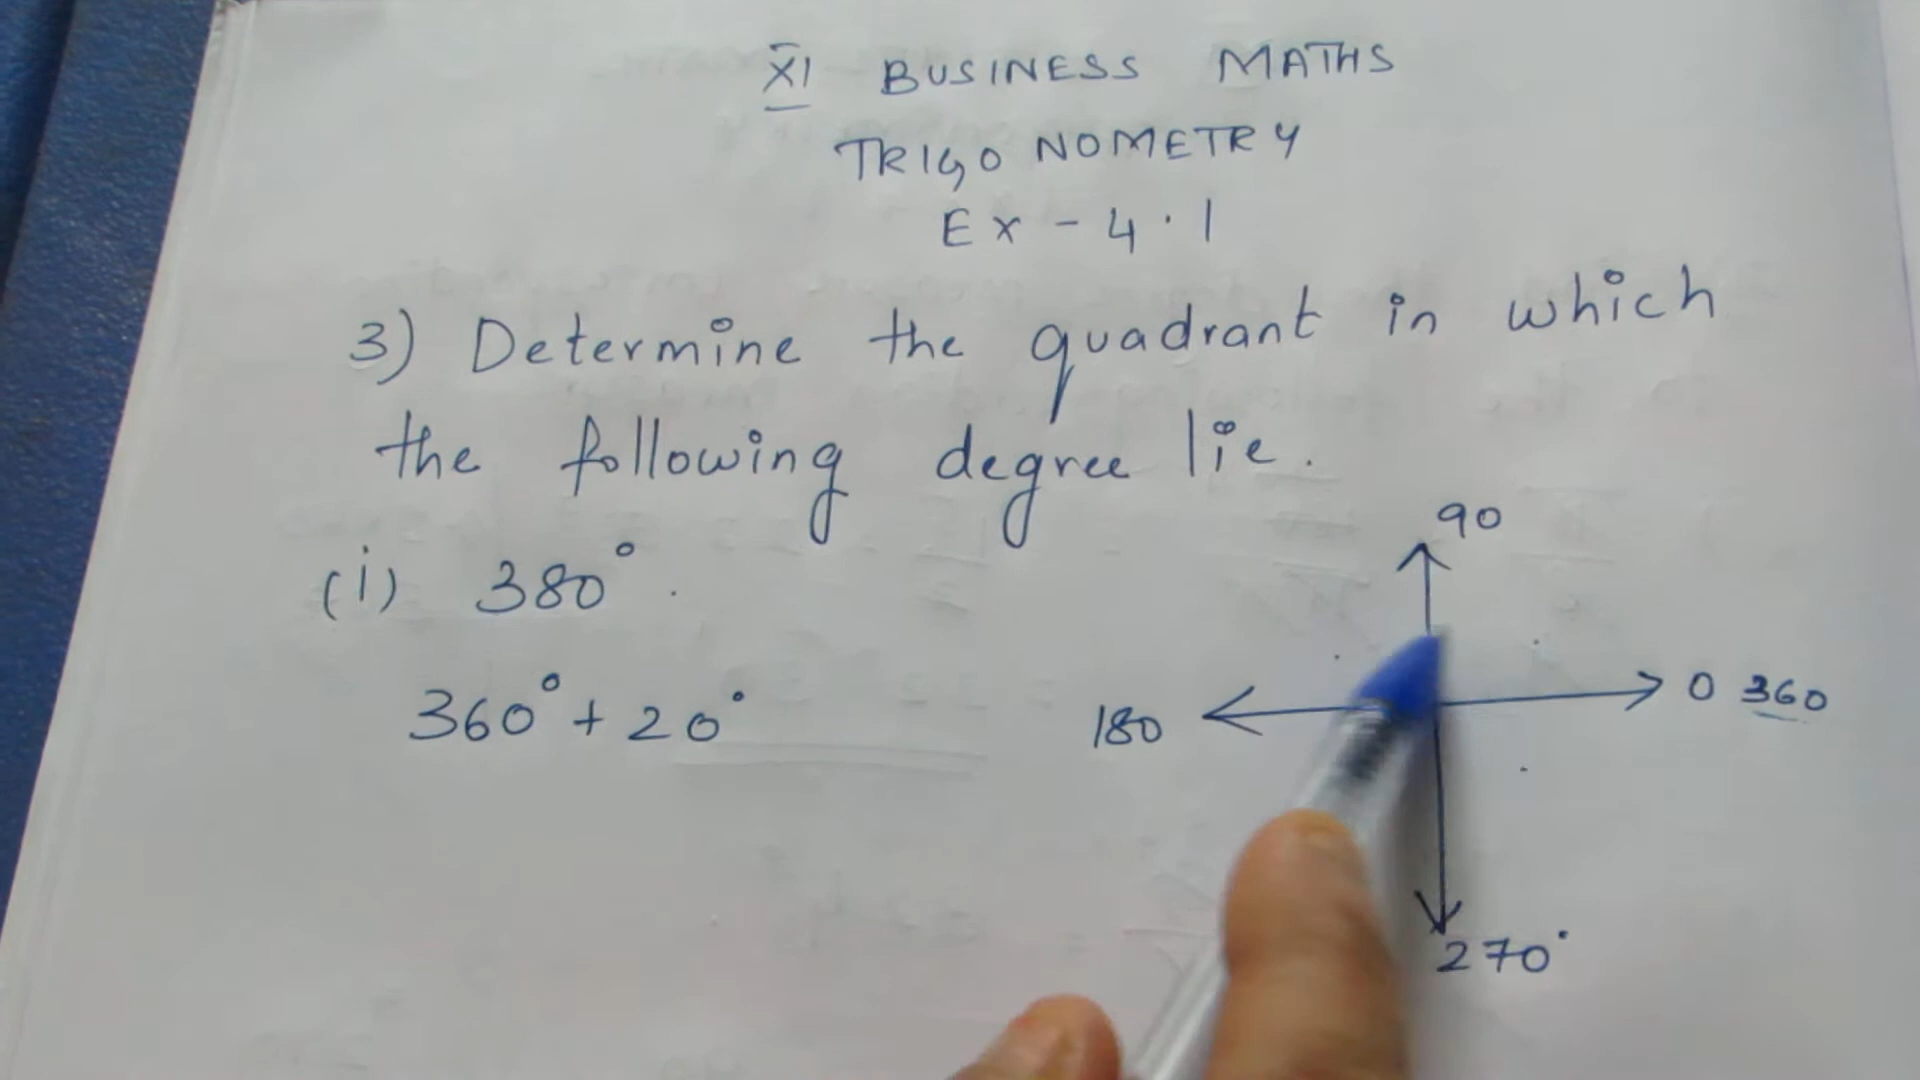 XI BUSINESS MATHS
TRIGONOMETRY
Ex - 4.1
3) Determine the quadrant in which
the following degree lie.
(i) 380°.
90
360° + 20°
180
0 360
270°